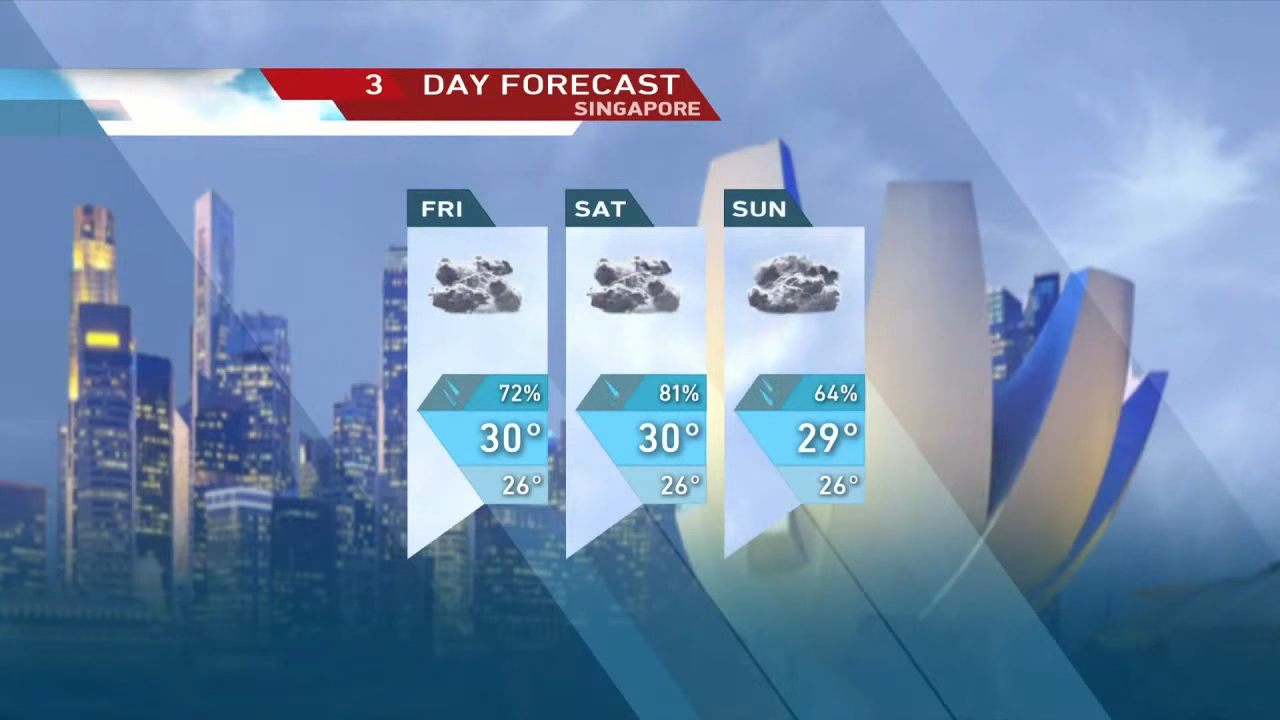 3 DAY FORECAST
SINGAPORE
FRI SAT SUN
72% 81% 64%
30° 30° 29°
26° 26° 26°